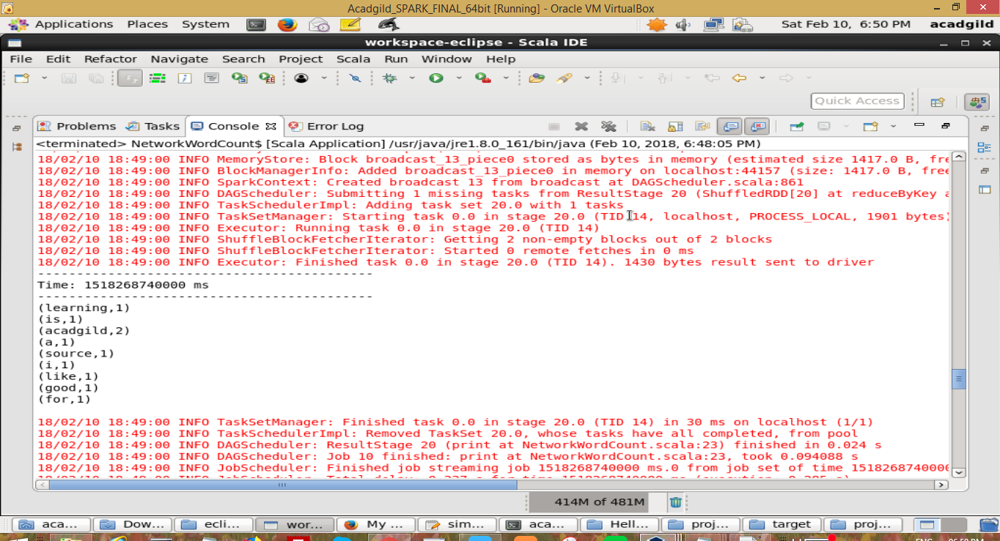 Acadgild_SPARK_FINAL_64bit [Running] - Oracle VM VirtualBox
Applications Places System Sat Feb 10, 6:50 PM acadgild
workspace-eclipse - Scala IDE
File Edit Refactor Navigate Search Project Scala Run Window Help
Quick Access
Problems Tasks Console Error Log
<terminated> NetworkWordCount$ [Scala Application] /usr/java/jre1.8.0_161/bin/java (Feb 10, 2018, 6:48:05 PM)
18/02/10 18:49:00 INFO MemoryStore: Block broadcast_13_piece0 stored as bytes in memory (estimated size 1417.0 B, fre
18/02/10 18:49:00 INFO BlockManagerInfo: Added broadcast_13_piece0 in memory on localhost:44157 (size: 1417.0 B, free
18/02/10 18:49:00 INFO SparkContext: Created broadcast 13 from broadcast at DAGScheduler.scala:861
18/02/10 18:49:00 INFO DAGScheduler: Submitting 1 missing tasks from ResultStage 20 (ShuffledRDD[20] at reduceByKey a
18/02/10 18:49:00 INFO TaskSchedulerImpl: Adding task set 20.0 with 1 tasks
18/02/10 18:49:00 INFO TaskSetManager: Starting task 0.0 in stage 20.0 (TID 14, localhost, PROCESS_LOCAL, 1901 bytes)
18/02/10 18:49:00 INFO Executor: Running task 0.0 in stage 20.0 (TID 14)
18/02/10 18:49:00 INFO ShuffleBlockFetcherIterator: Getting 2 non-empty blocks out of 2 blocks
18/02/10 18:49:00 INFO ShuffleBlockFetcherIterator: Started 0 remote fetches in 0 ms
18/02/10 18:49:00 INFO Executor: Finished task 0.0 in stage 20.0 (TID 14). 1430 bytes result sent to driver
-------------------------------------------
Time: 1518268740000 ms
-------------------------------------------
(learning,1)
(is,1)
(acadgild,2)
(a,1)
(source,1)
(i,1)
(like,1)
(good,1)
(for,1)
18/02/10 18:49:00 INFO TaskSetManager: Finished task 0.0 in stage 20.0 (TID 14) in 30 ms on localhost (1/1)
18/02/10 18:49:00 INFO TaskSchedulerImpl: Removed TaskSet 20.0, whose tasks have all completed, from pool
18/02/10 18:49:00 INFO DAGScheduler: ResultStage 20 (print at NetworkWordCount.scala:23) finished in 0.024 s
18/02/10 18:49:00 INFO DAGScheduler: Job 10 finished: print at NetworkWordCount.scala:23, took 0.094088 s
18/02/10 18:49:00 INFO JobScheduler: Finished job streaming job 1518268740000 ms.0 from job set of time 1518268740000
414M of 481M
aca... Dow... ecli... wor... My ... sim... aca... Hell... proj... target proj...